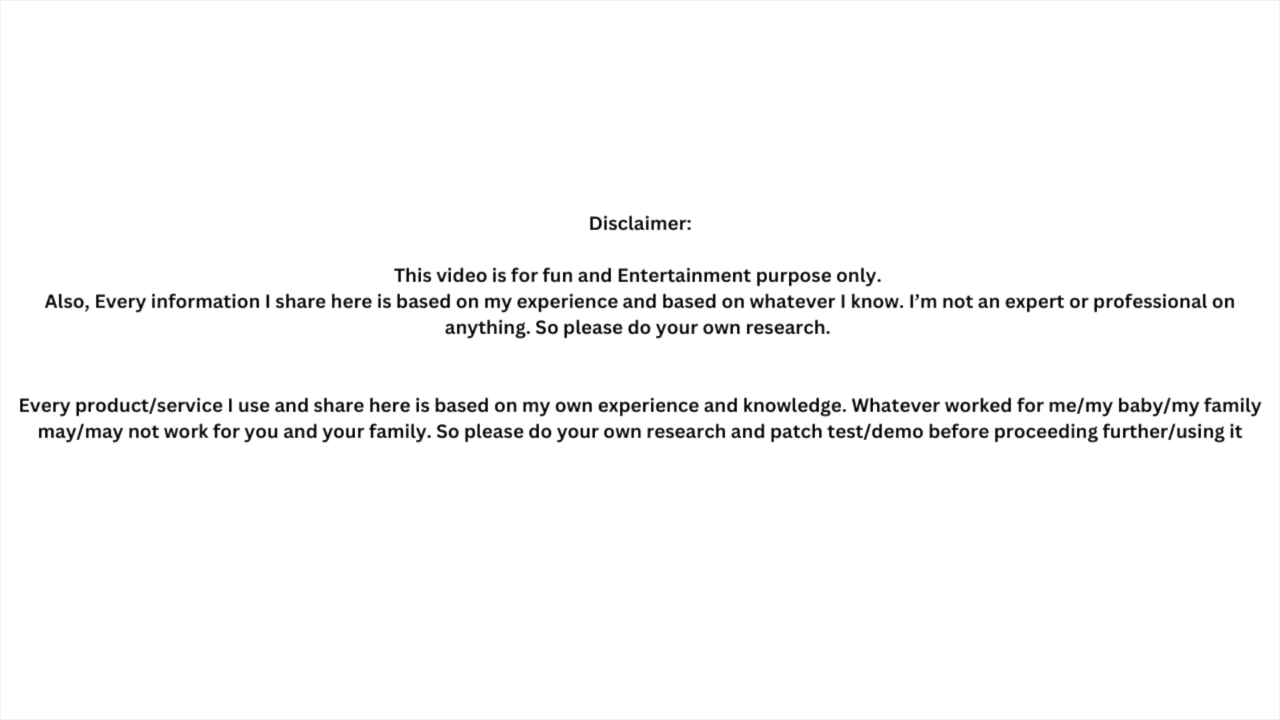 Disclaimer:
This video is for fun and Entertainment purpose only.
Also, Every information I share here is based on my experience and based on whatever I know. I’m not an expert or professional on
anything. So please do your own research.
Every product/service I use and share here is based on my own experience and knowledge. Whatever worked for me/my baby/my family
may/may not work for you and your family. So please do your own research and patch test/demo before proceeding further/using it